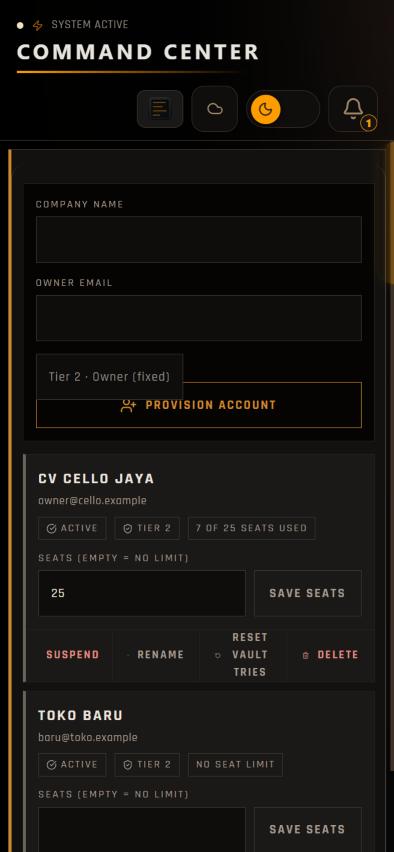 SYSTEM ACTIVE
COMMAND CENTER
1
COMPANY NAME
OWNER EMAIL
Tier 2 · Owner (fixed)
PROVISION ACCOUNT
CV CELLO JAYA
owner@cello.example
ACTIVE TIER 2 7 OF 25 SEATS USED
SEATS (EMPTY = NO LIMIT)
25 SAVE SEATS
SUSPEND RENAME RESET VAULT TRIES DELETE
TOKO BARU
baru@toko.example
ACTIVE TIER 2 NO SEAT LIMIT
SEATS (EMPTY = NO LIMIT)
SAVE SEATS